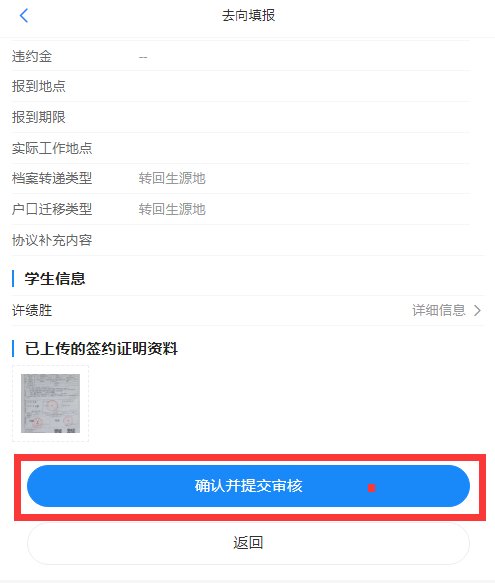 去向填报
违约金 --
报到地点
报到期限
实际工作地点
档案转递类型 转回生源地
户口迁移类型 转回生源地
协议补充内容
学生信息
许绩胜 详细信息
已上传的签约证明资料
确认并提交审核
返回